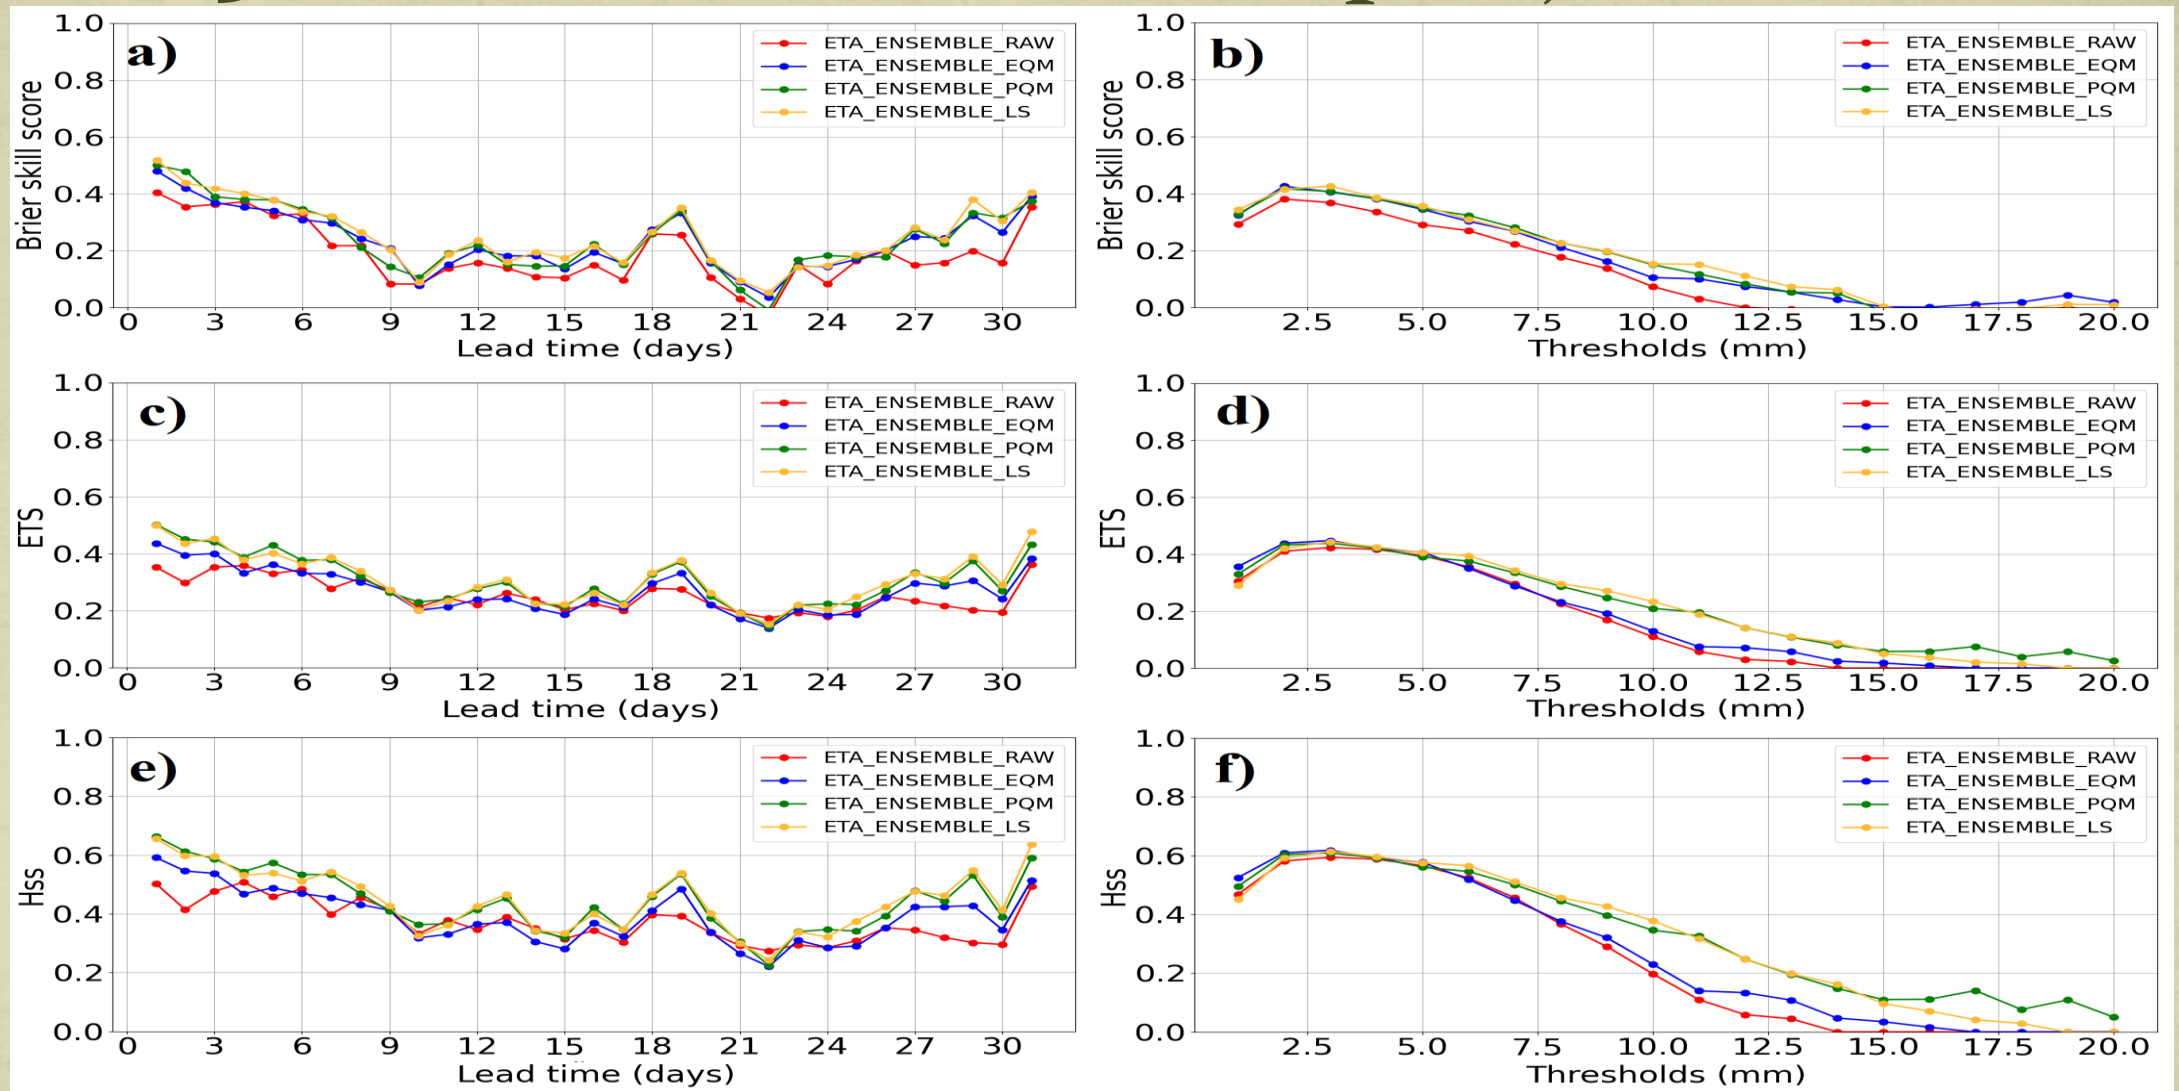 a)
1.0
0.8
0.6
0.4
0.2
0.0
Brier skill score
ETA_ENSEMBLE_RAW
ETA_ENSEMBLE_EQM
ETA_ENSEMBLE_PQM
ETA_ENSEMBLE_LS
0 3 6 9 12 15 18 21 24 27 30
Lead time (days)
b)
1.0
0.8
0.6
0.4
0.2
0.0
Brier skill score
ETA_ENSEMBLE_RAW
ETA_ENSEMBLE_EQM
ETA_ENSEMBLE_PQM
ETA_ENSEMBLE_LS
2.5 5.0 7.5 10.0 12.5 15.0 17.5 20.0
Thresholds (mm)
c)
1.0
0.8
0.6
0.4
0.2
0.0
ETS
ETA_ENSEMBLE_RAW
ETA_ENSEMBLE_EQM
ETA_ENSEMBLE_PQM
ETA_ENSEMBLE_LS
0 3 6 9 12 15 18 21 24 27 30
Lead time (days)
d)
1.0
0.8
0.6
0.4
0.2
0.0
ETS
ETA_ENSEMBLE_RAW
ETA_ENSEMBLE_EQM
ETA_ENSEMBLE_PQM
ETA_ENSEMBLE_LS
2.5 5.0 7.5 10.0 12.5 15.0 17.5 20.0
Thresholds (mm)
e)
1.0
0.8
0.6
0.4
0.2
0.0
Hss
ETA_ENSEMBLE_RAW
ETA_ENSEMBLE_EQM
ETA_ENSEMBLE_PQM
ETA_ENSEMBLE_LS
0 3 6 9 12 15 18 21 24 27 30
Lead time (days)
f)
1.0
0.8
0.6
0.4
0.2
0.0
Hss
ETA_ENSEMBLE_RAW
ETA_ENSEMBLE_EQM
ETA_ENSEMBLE_PQM
ETA_ENSEMBLE_LS
2.5 5.0 7.5 10.0 12.5 15.0 17.5 20.0
Thresholds (mm)